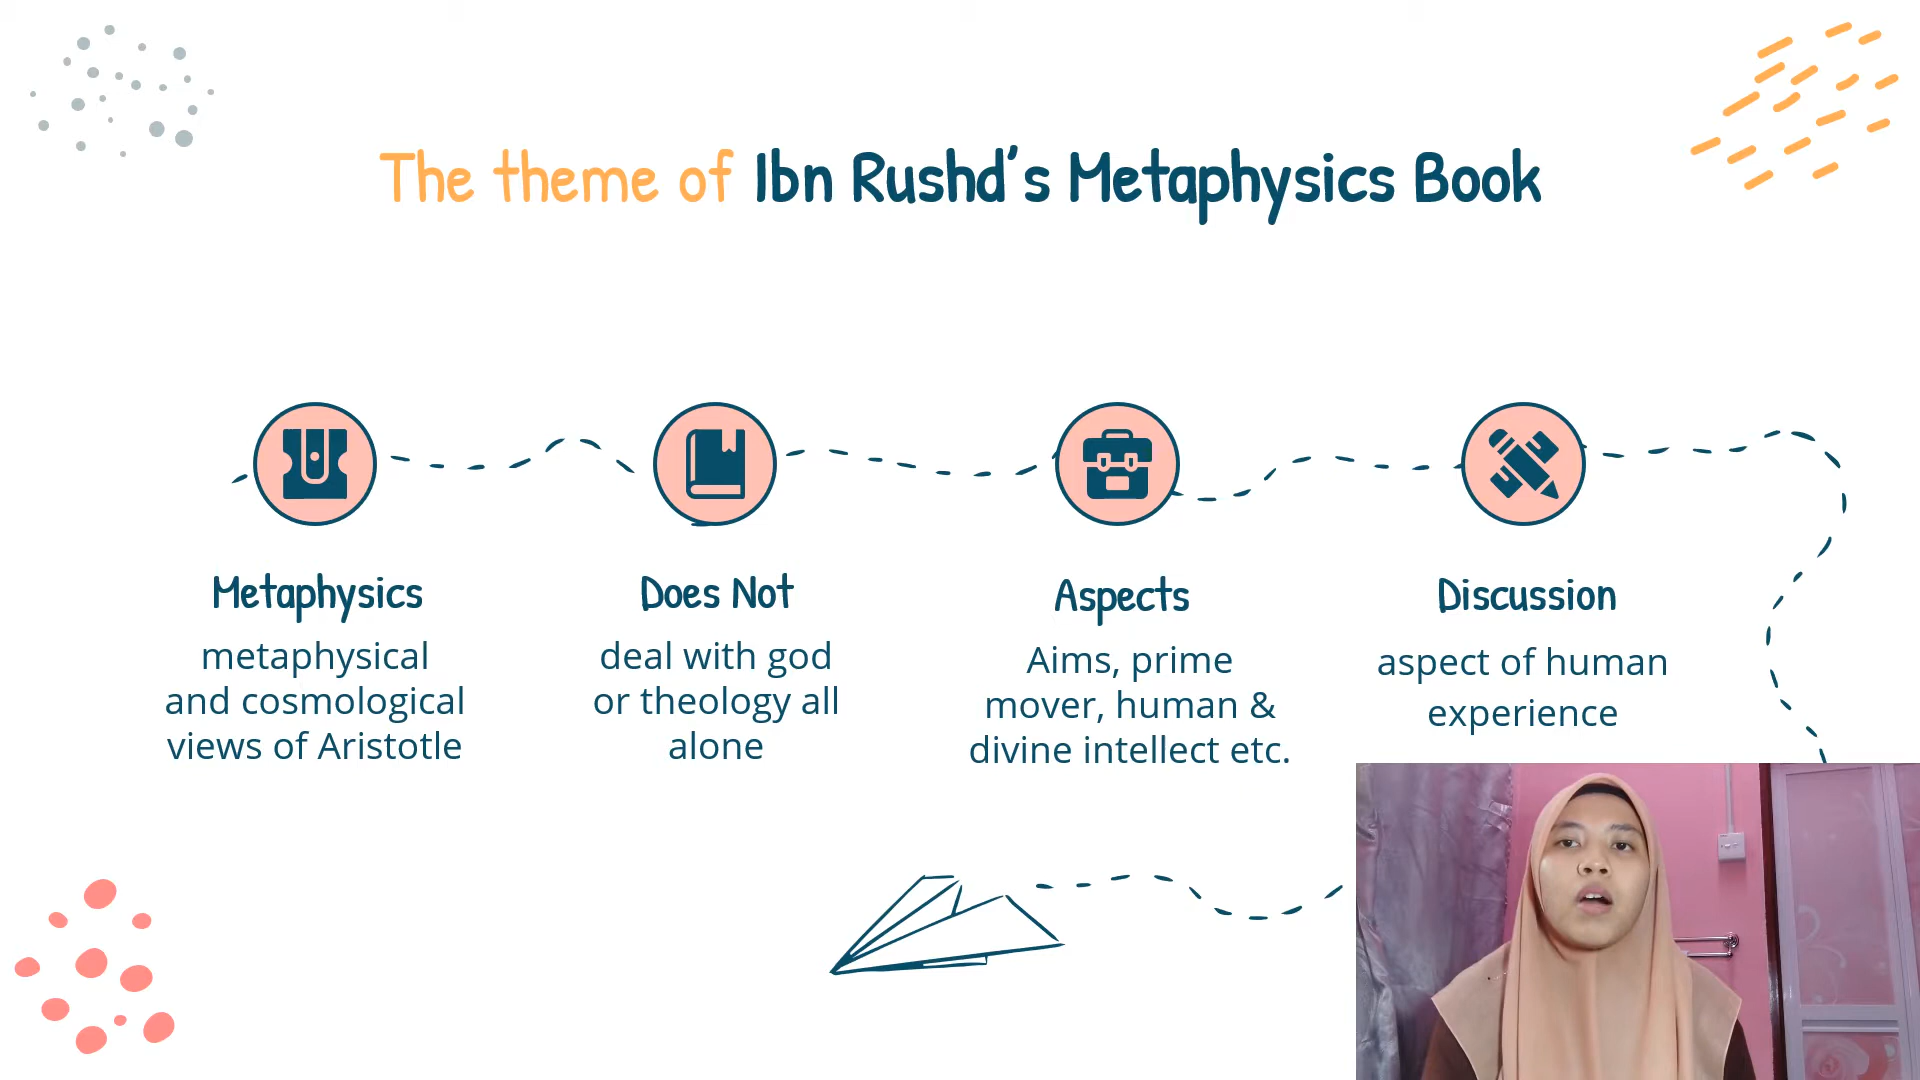 The theme of Ibn Rushd's Metaphysics Book
Metaphysics
metaphysical
and cosmological
views of Aristotle
Does Not
deal with god
or theology all
alone
Aspects
Aims, prime
mover, human &
divine intellect etc.
Discussion
aspect of human
experience